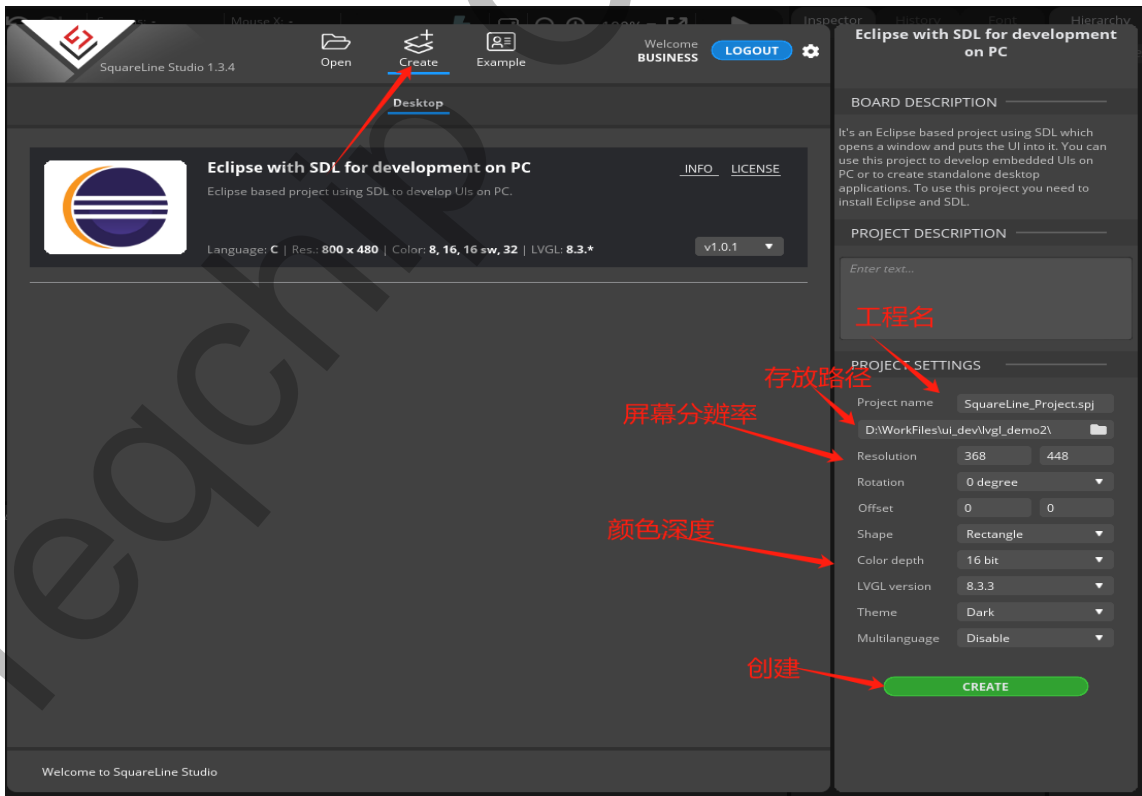 Mouse X: -
Inspector History Font Hierarchy
SquareLine Studio 1.3.4
Open
Create
Example
Welcome
BUSINESS
LOGOUT
Desktop
Eclipse with SDL for development on PC
INFO LICENSE
Eclipse based project using SDL to develop UIs on PC.
Language: C | Res.: 800 x 480 | Color: 8, 16, 16 sw, 32 | LVGL: 8.3.*
v1.0.1
Eclipse with SDL for development
on PC
BOARD DESCRIPTION
It's an Eclipse based project using SDL which
opens a window and puts the UI into it. You can
use this project to develop embedded UIs on
PC or to create standalone desktop
applications. To use this project you need to
install Eclipse and SDL.
PROJECT DESCRIPTION
Enter text...
工程名
PROJECT SETTINGS
存放路径
Project name SquareLine_Project.spj
屏幕分辨率
D:\WorkFiles\ui_dev\lvgl_demo2\
Resolution 368 448
Rotation 0 degree
Offset 0 0
颜色深度
Shape Rectangle
Color depth 16 bit
LVGL version 8.3.3
Theme Dark
Multilanguage Disable
创建
CREATE
Welcome to SquareLine Studio
Teqchip